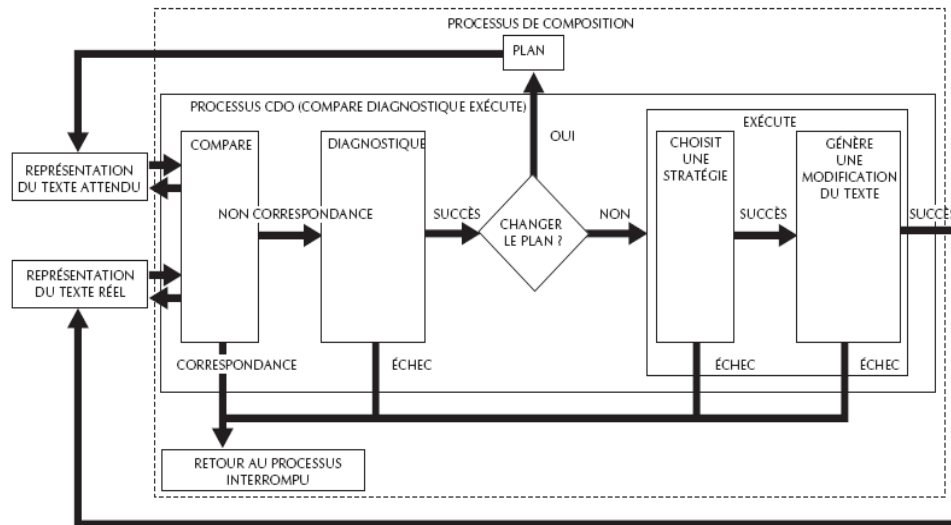 PROCESSUS DE COMPOSITION
PLAN
PROCESSUS CDO (COMPARE DIAGNOSTIQUE EXÉCUTE)
EXÉCUTE
OUI
COMPARE
DIAGNOSTIQUE
CHOISIT
UNE
STRATÉGIE
GÉNÈRE
UNE
MODIFICATION
DU TEXTE
REPRÉSENTATION
DU TEXTE ATTENDU
NON CORRESPONDANCE
SUCCÈS
CHANGER
LE PLAN ?
NON
SUCCÈS
SUCCÈS
REPRÉSENTATION
DU TEXTE RÉEL
CORRESPONDANCE
ÉCHEC
ÉCHEC
ÉCHEC
RETOUR AU PROCESSUS
INTERROMPU